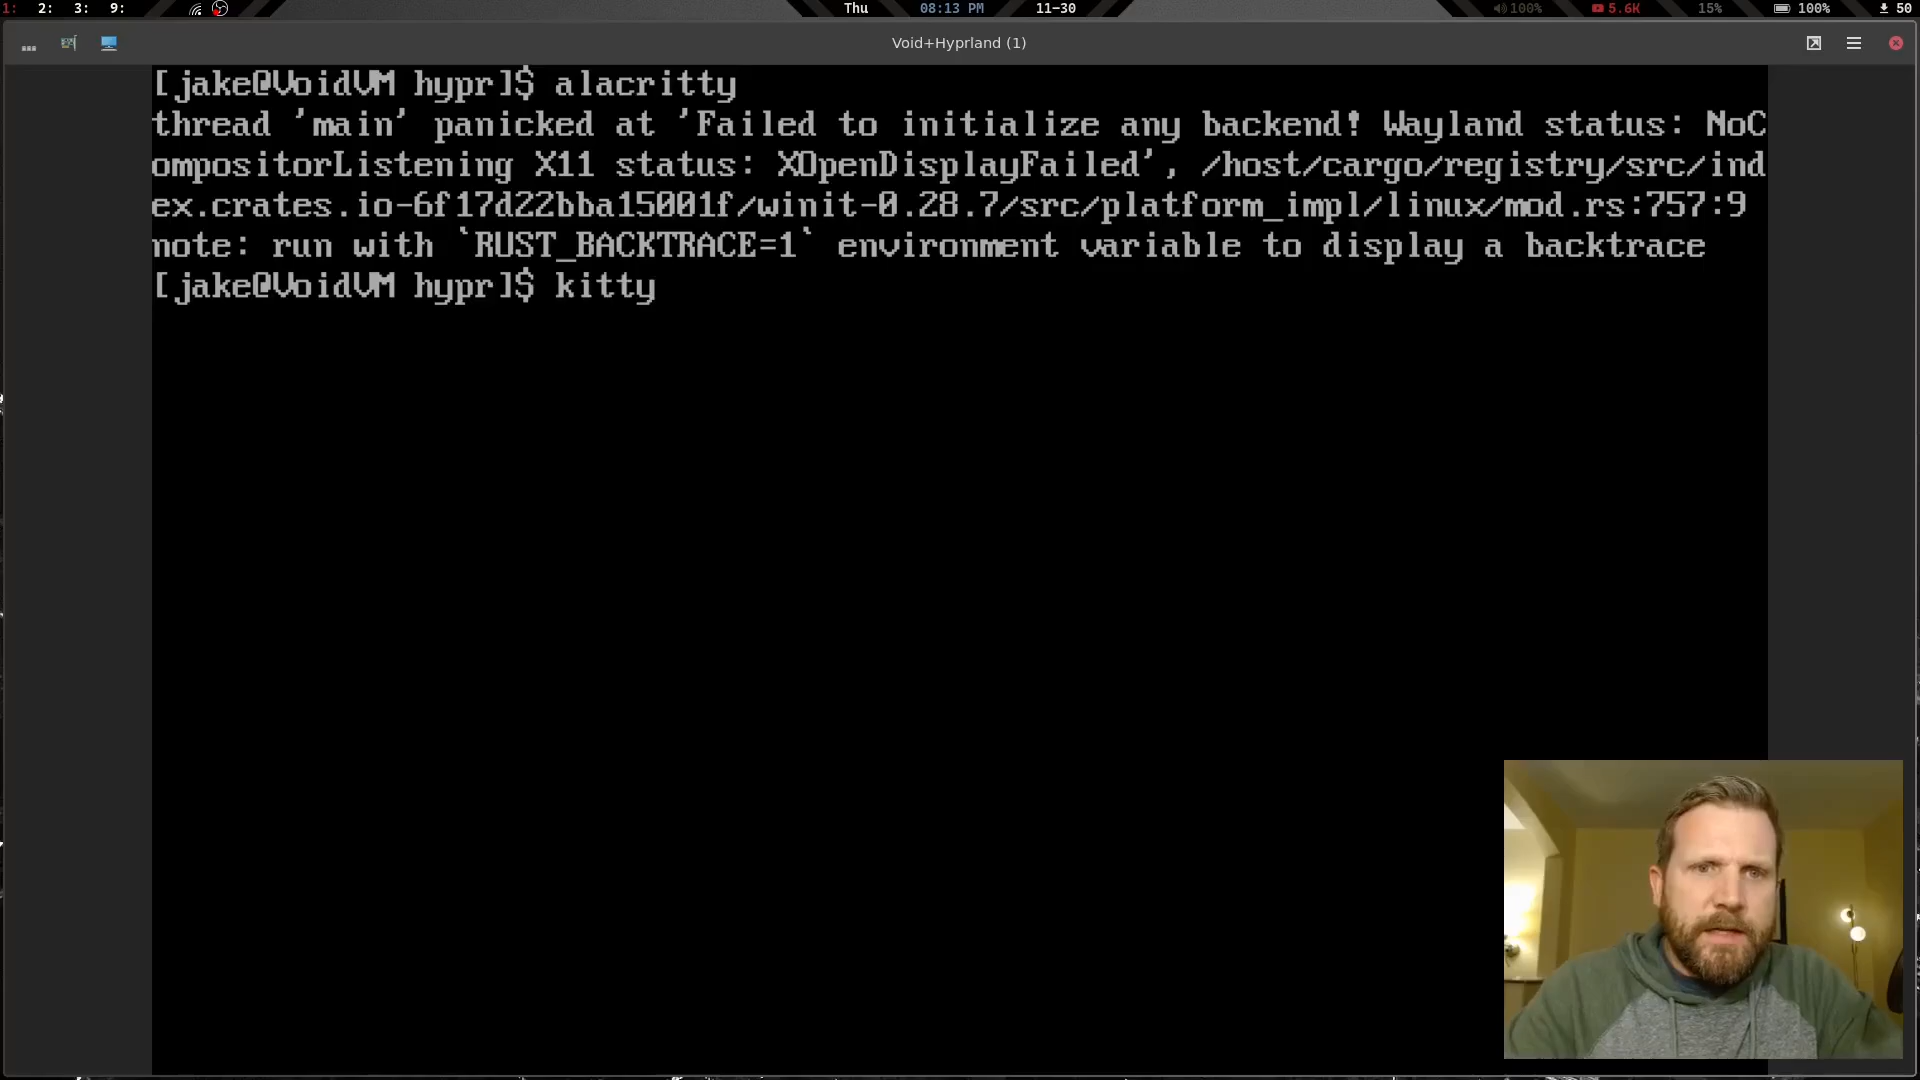 1: 2: 3: 9: Thu 08:13 PM 11-30 100% 5.6K 15% 100% 50
Void+Hyprland (1)
[jake@VoidVM hypr]$ alacritty
thread 'main' panicked at 'Failed to initialize any backend! Wayland status: NoC
ompositorListening X11 status: XOpenDisplayFailed', /host/cargo/registry/src/ind
ex.crates.io-6f17d22bba15001f/winit-0.28.7/src/platform_impl/linux/mod.rs:757:9
note: run with `RUST_BACKTRACE=1` environment variable to display a backtrace
[jake@VoidVM hypr]$ kitty